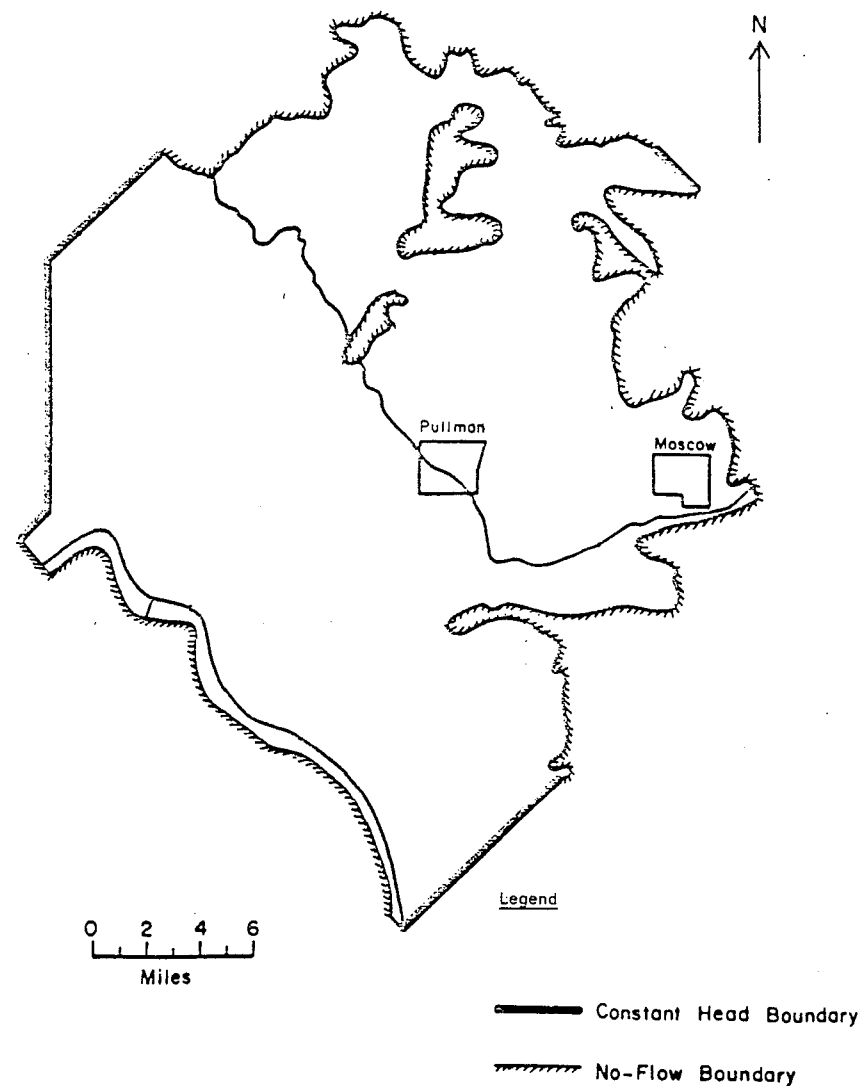 N
Pullman
Moscow
Legend
0 2 4 6
Miles
Constant Head Boundary
No-Flow Boundary